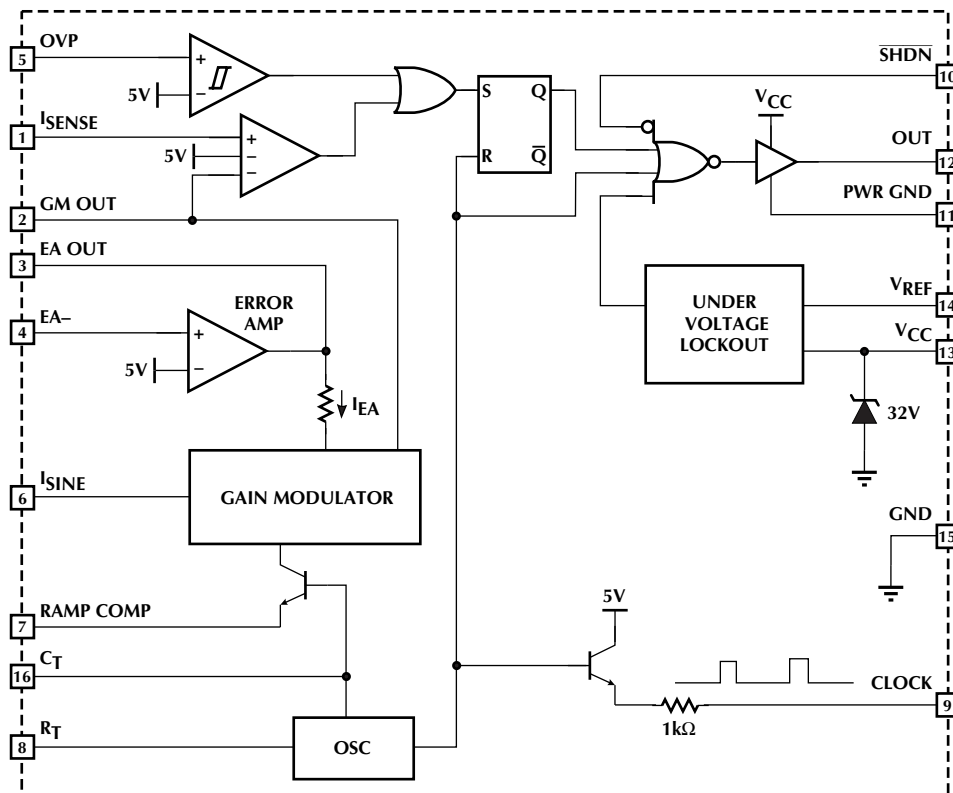 OVP
5
+
5V
−
ISENSE
1
+
5V
−
−
GM OUT
2
EA OUT
3
EA–
4
ERROR
AMP
+
5V
−
IEA
ISINE
6
GAIN MODULATOR
RAMP COMP
7
CT
16
RT
8
OSC
S
Q
R
Q̅
SHDN
10
VCC
OUT
12
PWR GND
11
UNDER
VOLTAGE
LOCKOUT
VREF
14
VCC
13
32V
GND
15
5V
CLOCK
9
1kΩ